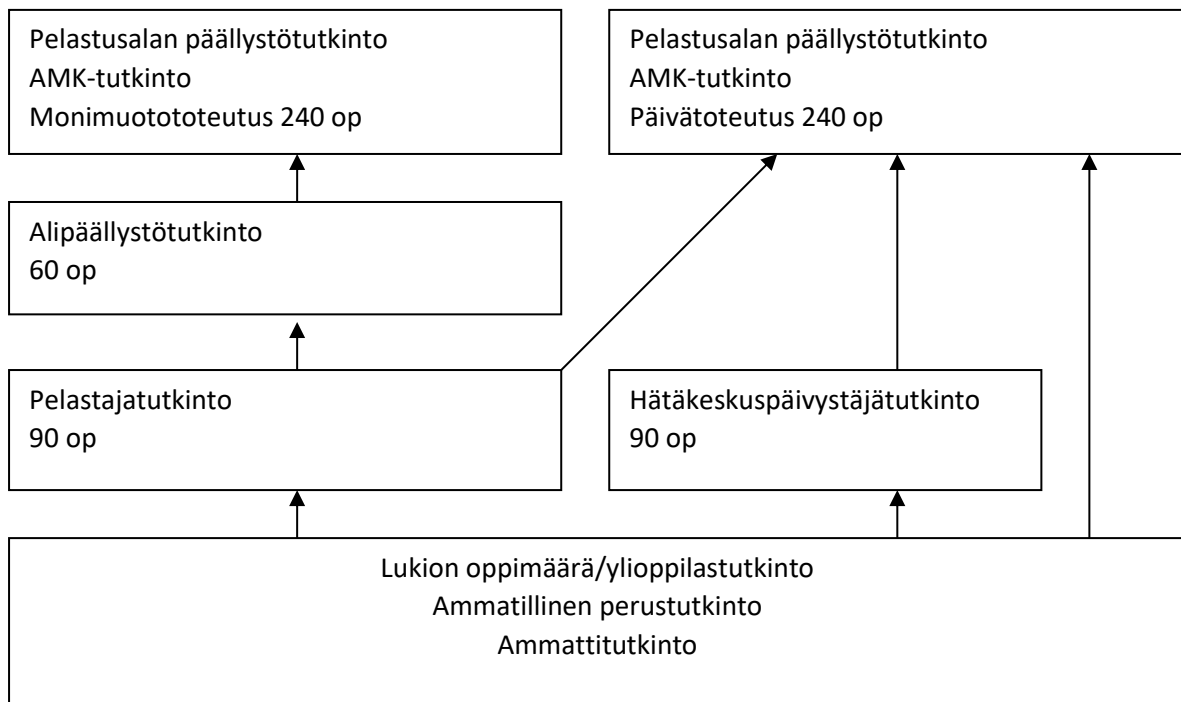 Pelastusalan päällystötutkinto
AMK-tutkinto
Monimuotototeutus 240 op
Pelastusalan päällystötutkinto
AMK-tutkinto
Päivätoteutus 240 op
Alipäällystötutkinto
60 op
Pelastajatutkinto
90 op
Hätäkeskuspäivystäjätutkinto
90 op
Lukion oppimäärä/ylioppilastutkinto
Ammatillinen perustutkinto
Ammattitutkinto